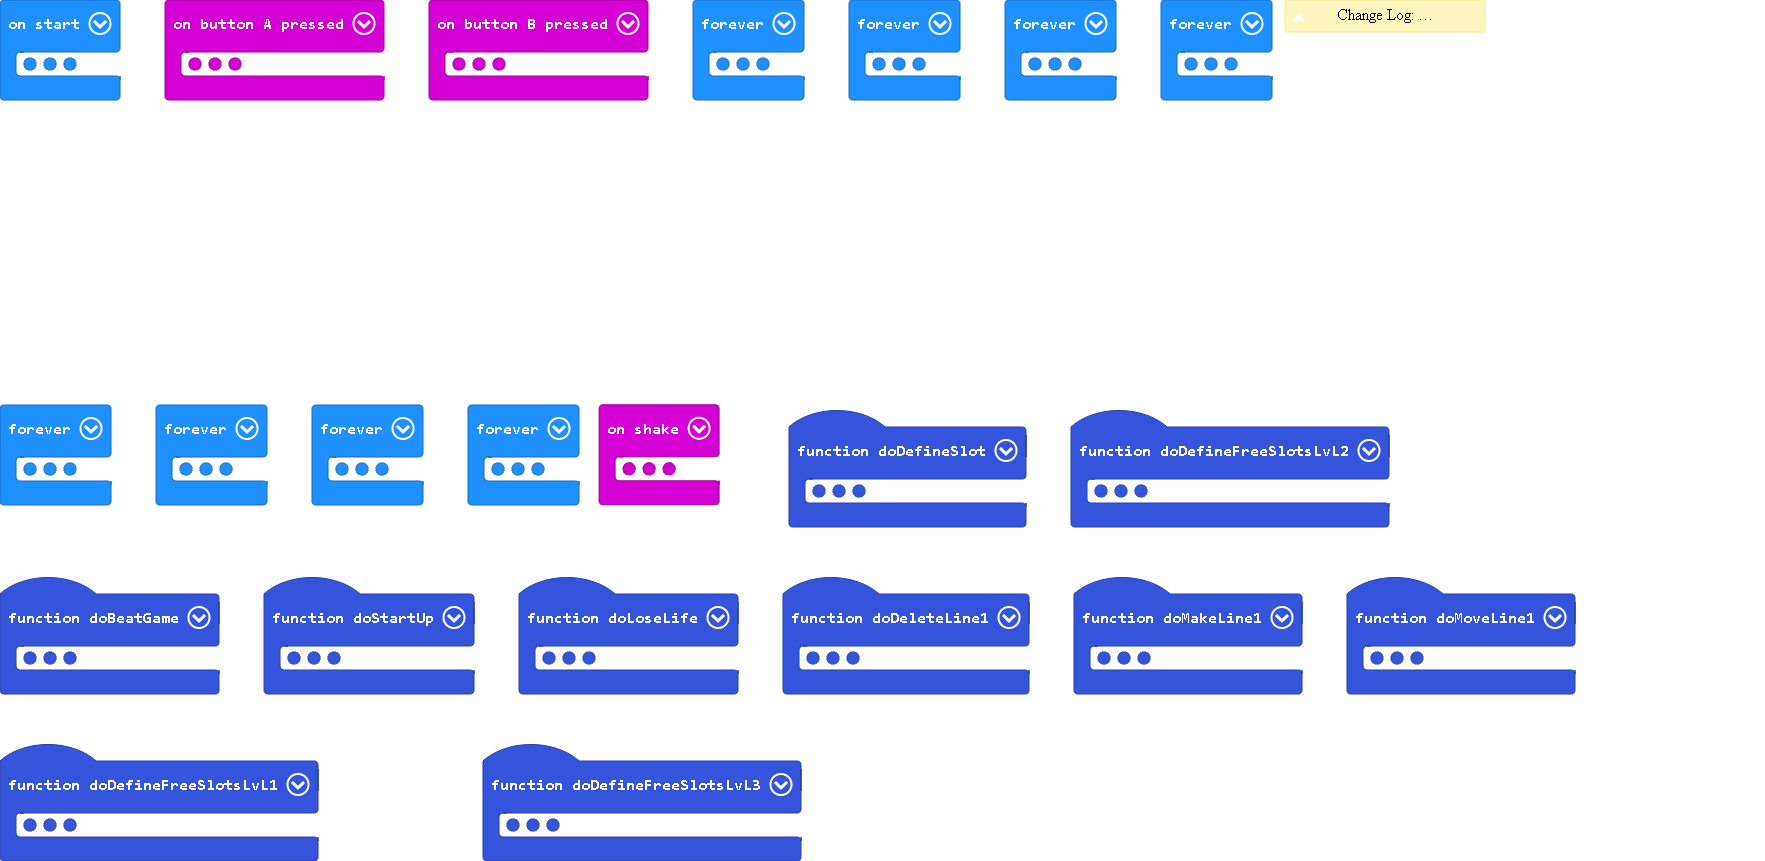 on start
on button A pressed
on button B pressed
forever
forever
forever
forever
Change Log: ...
forever
forever
forever
forever
on shake
function doDefineSlot
function doDefineFreeSlotsLvL2
function doBeatGame
function doStartUp
function doLoseLife
function doDeleteLine1
function doMakeLine1
function doMoveLine1
function doDefineFreeSlotsLvL1
function doDefineFreeSlotsLvL3